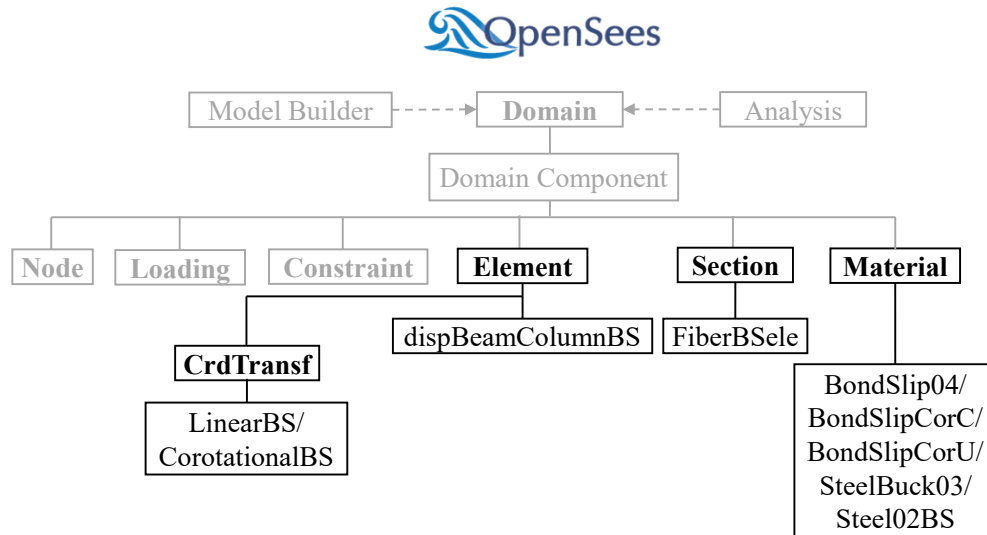 OpenSees
Model Builder
Domain
Analysis
Domain Component
Node
Loading
Constraint
Element
Section
Material
dispBeamColumnBS
FiberBSele
CrdTransf
BondSlip04/
BondSlipCorC/
BondSlipCorU/
SteelBuck03/
Steel02BS
LinearBS/
CorotationalBS